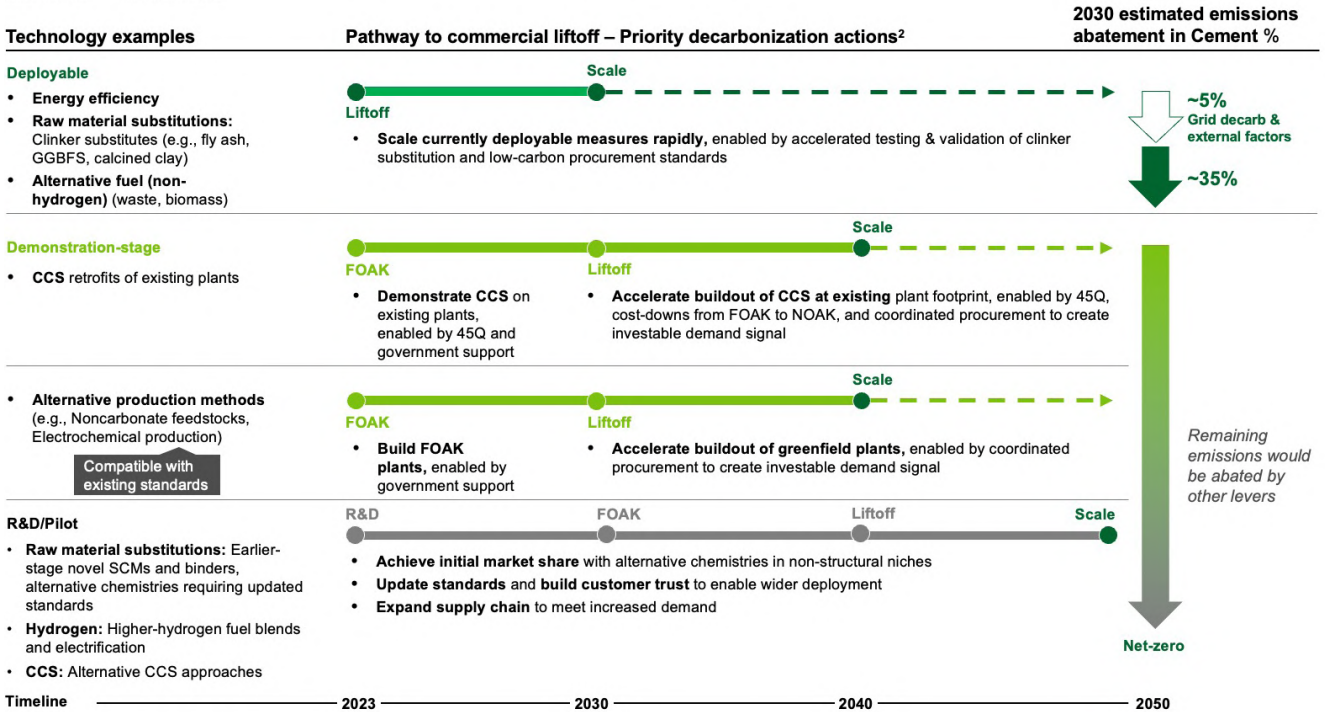 Technology examples
Pathway to commercial liftoff – Priority decarbonization actions²
2030 estimated emissions
abatement in Cement %
Deployable
• Energy efficiency
• Raw material substitutions:
Clinker substitutes (e.g., fly ash,
GGBFS, calcined clay)
• Alternative fuel (non-
hydrogen) (waste, biomass)
Scale
Liftoff
• Scale currently deployable measures rapidly, enabled by accelerated testing & validation of clinker
substitution and low-carbon procurement standards
~5%
Grid decarb &
external factors
~35%
Demonstration-stage
• CCS retrofits of existing plants
Scale
FOAK
Liftoff
• Demonstrate CCS on
existing plants,
enabled by 45Q and
government support
• Accelerate buildout of CCS at existing plant footprint, enabled by 45Q,
cost-downs from FOAK to NOAK, and coordinated procurement to create
investable demand signal
• Alternative production methods
(e.g., Noncarbonate feedstocks,
Electrochemical production)
Compatible with
existing standards
Scale
FOAK
Liftoff
• Build FOAK
plants, enabled by
government support
• Accelerate buildout of greenfield plants, enabled by coordinated
procurement to create investable demand signal
Remaining
emissions would
be abated by
other levers
R&D/Pilot
• Raw material substitutions: Earlier-
stage novel SCMs and binders,
alternative chemistries requiring updated
standards
• Hydrogen: Higher-hydrogen fuel blends
and electrification
• CCS: Alternative CCS approaches
R&D
FOAK
Liftoff
Scale
• Achieve initial market share with alternative chemistries in non-structural niches
• Update standards and build customer trust to enable wider deployment
• Expand supply chain to meet increased demand
Net-zero
Timeline
2023
2030
2040
2050